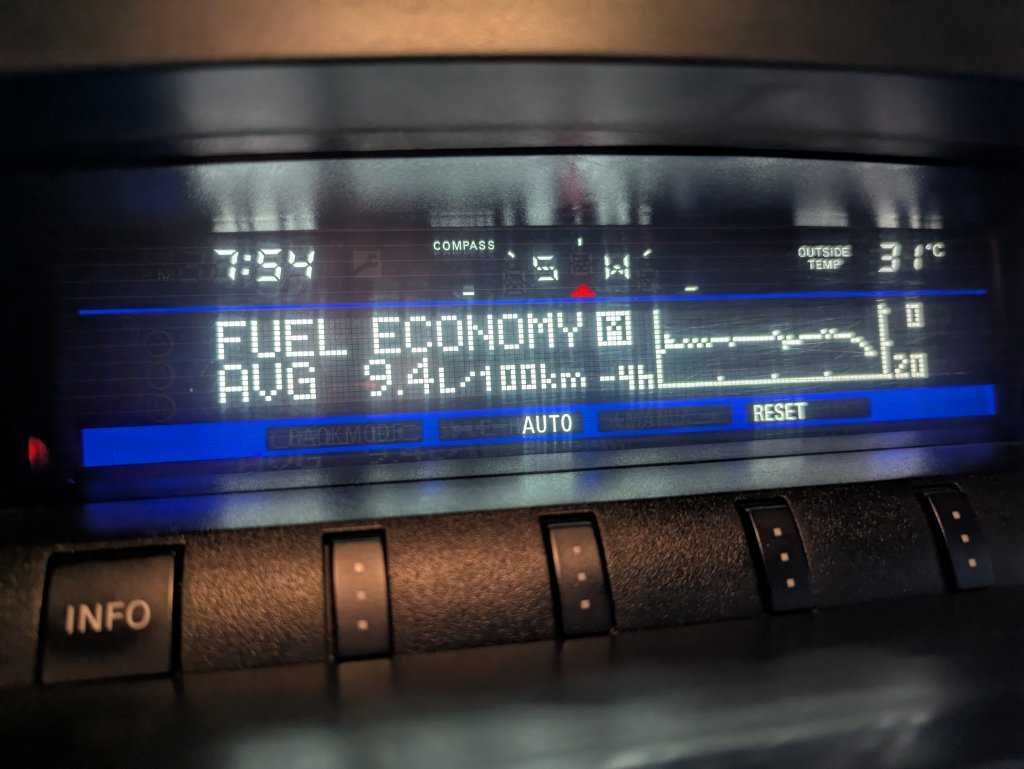 7:54 COMPASS S W OUTSIDE TEMP 31°C
FUEL ECONOMY 0
AVG 9.4L/100km -4h 20
AUTO RESET
INFO